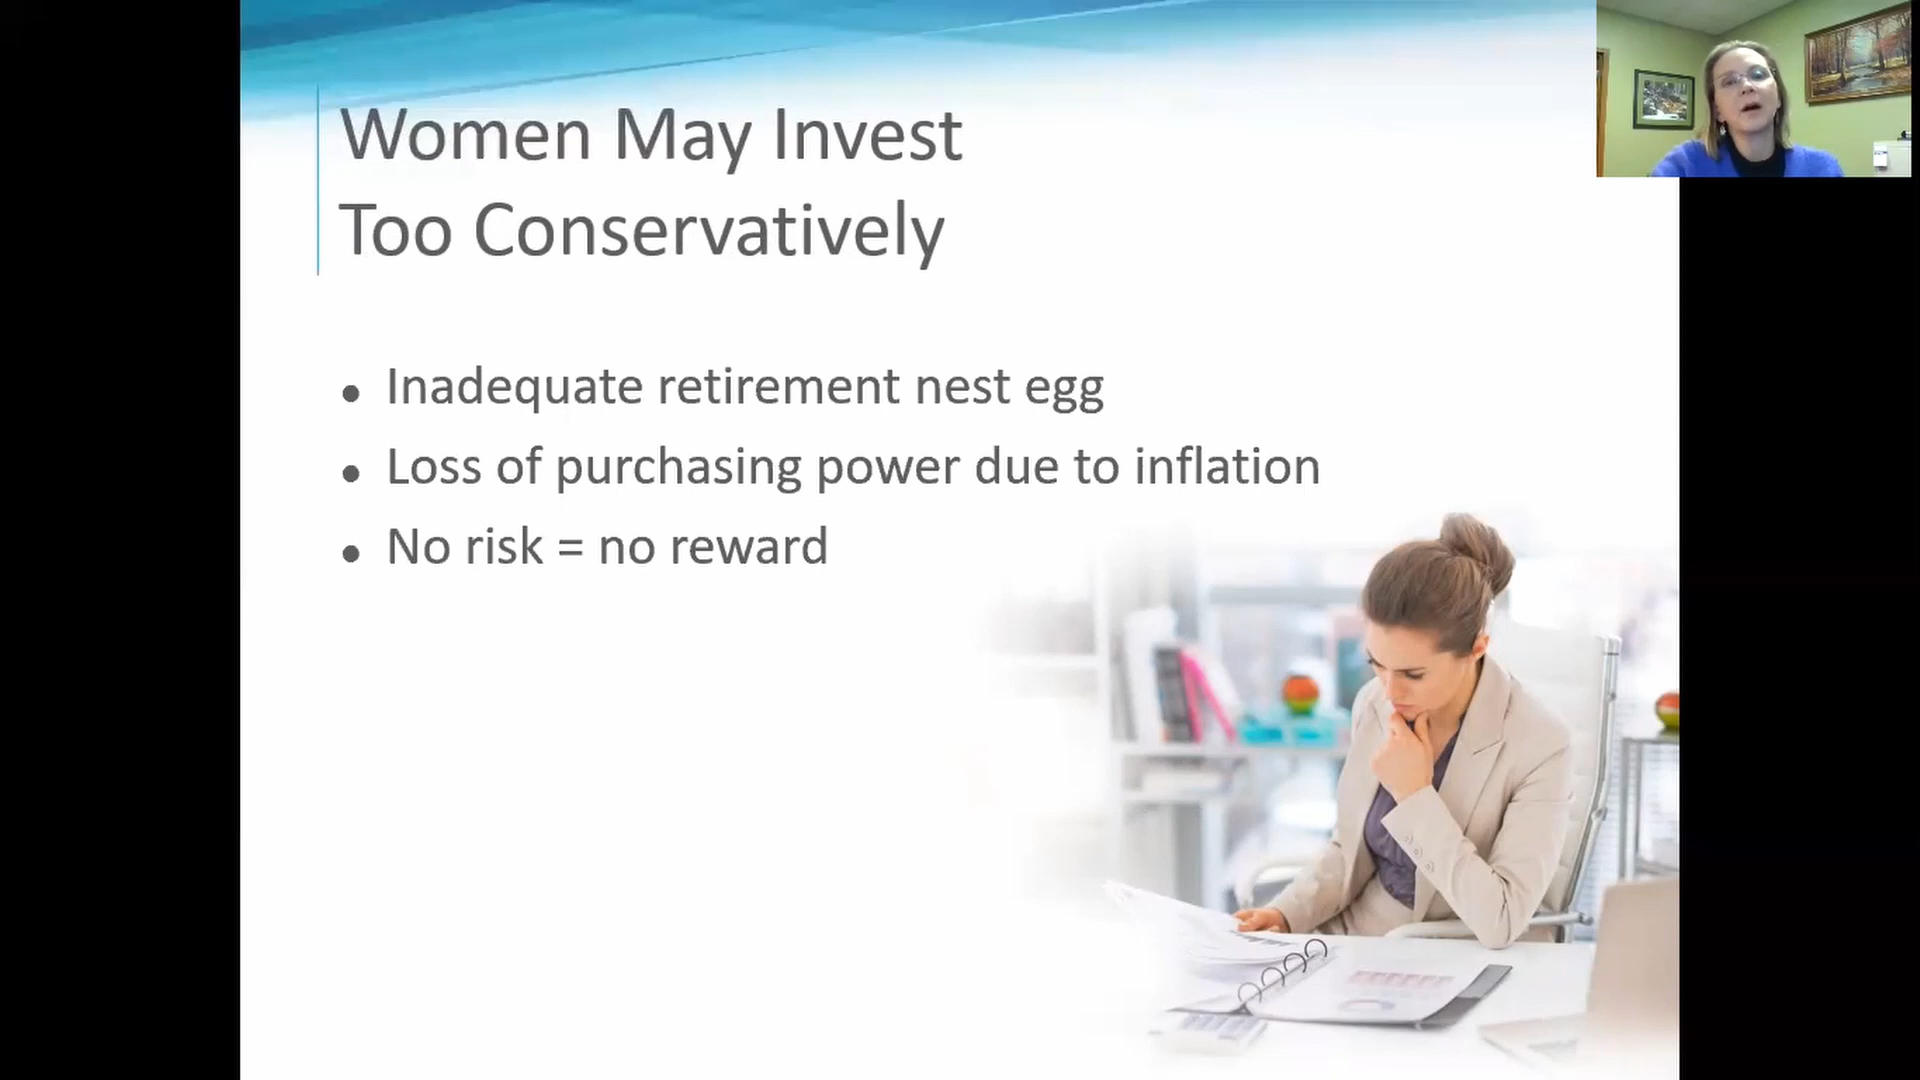 Women May Invest
Too Conservatively
• Inadequate retirement nest egg
• Loss of purchasing power due to inflation
• No risk = no reward